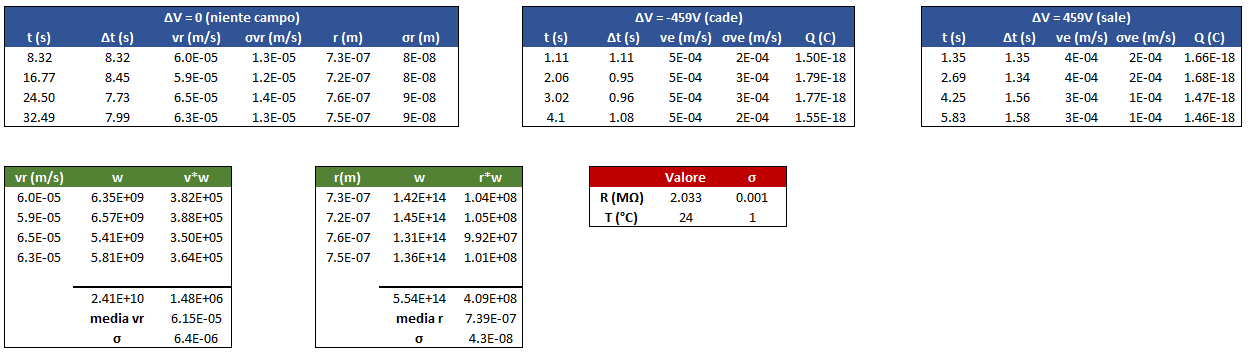 ΔV = 0 (niente campo)
t (s) Δt (s) vr (m/s) σvr (m/s) r (m) σr (m)
8.32 8.32 6.0E-05 1.3E-05 7.3E-07 8E-08
16.77 8.45 5.9E-05 1.2E-05 7.2E-07 8E-08
24.50 7.73 6.5E-05 1.4E-05 7.6E-07 9E-08
32.49 7.99 6.3E-05 1.3E-05 7.5E-07 9E-08
ΔV = -459V (cade)
t (s) Δt (s) ve (m/s) σve (m/s) Q (C)
1.11 1.11 5E-04 2E-04 1.50E-18
2.06 0.95 5E-04 3E-04 1.79E-18
3.02 0.96 5E-04 3E-04 1.77E-18
4.1 1.08 5E-04 2E-04 1.55E-18
ΔV = 459V (sale)
t (s) Δt (s) ve (m/s) σve (m/s) Q (C)
1.35 1.35 4E-04 2E-04 1.66E-18
2.69 1.34 4E-04 2E-04 1.68E-18
4.25 1.56 3E-04 1E-04 1.47E-18
5.83 1.58 3E-04 1E-04 1.46E-18
vr (m/s) w v*w
6.0E-05 6.35E+09 3.82E+05
5.9E-05 6.57E+09 3.88E+05
6.5E-05 5.41E+09 3.50E+05
6.3E-05 5.81E+09 3.64E+05
2.41E+10 1.48E+06
media vr 6.15E-05
σ 6.4E-06
r(m) w r*w
7.3E-07 1.42E+14 1.04E+08
7.2E-07 1.45E+14 1.05E+08
7.6E-07 1.31E+14 9.92E+07
7.5E-07 1.36E+14 1.01E+08
5.54E+14 4.09E+08
media r 7.39E-07
σ 4.3E-08
Valore σ
R (MΩ) 2.033 0.001
T (°C) 24 1